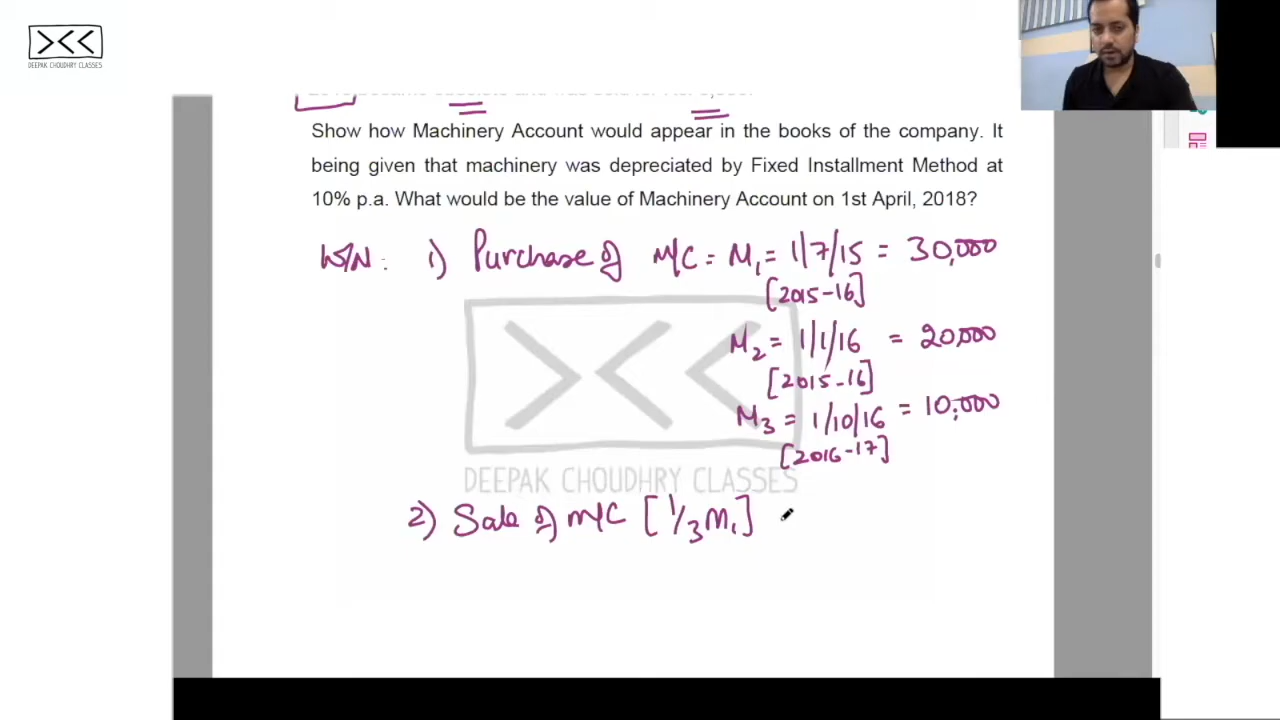 DEEPAK CHOUDHRY CLASSES
Show how Machinery Account would appear in the books of the company. It
being given that machinery was depreciated by Fixed Installment Method at
10% p.a. What would be the value of Machinery Account on 1st April, 2018?
W/N : 1) Purchase of M/C = M1 = 1/7/15 = 30,000
[2015-16]
M2 = 1/1/16 = 20,000
[2015-16]
M3 = 1/10/16 = 10,000
[2016-17]
DEEPAK CHOUDHRY CLASSES
2) Sale of M/C [1/3 M1]